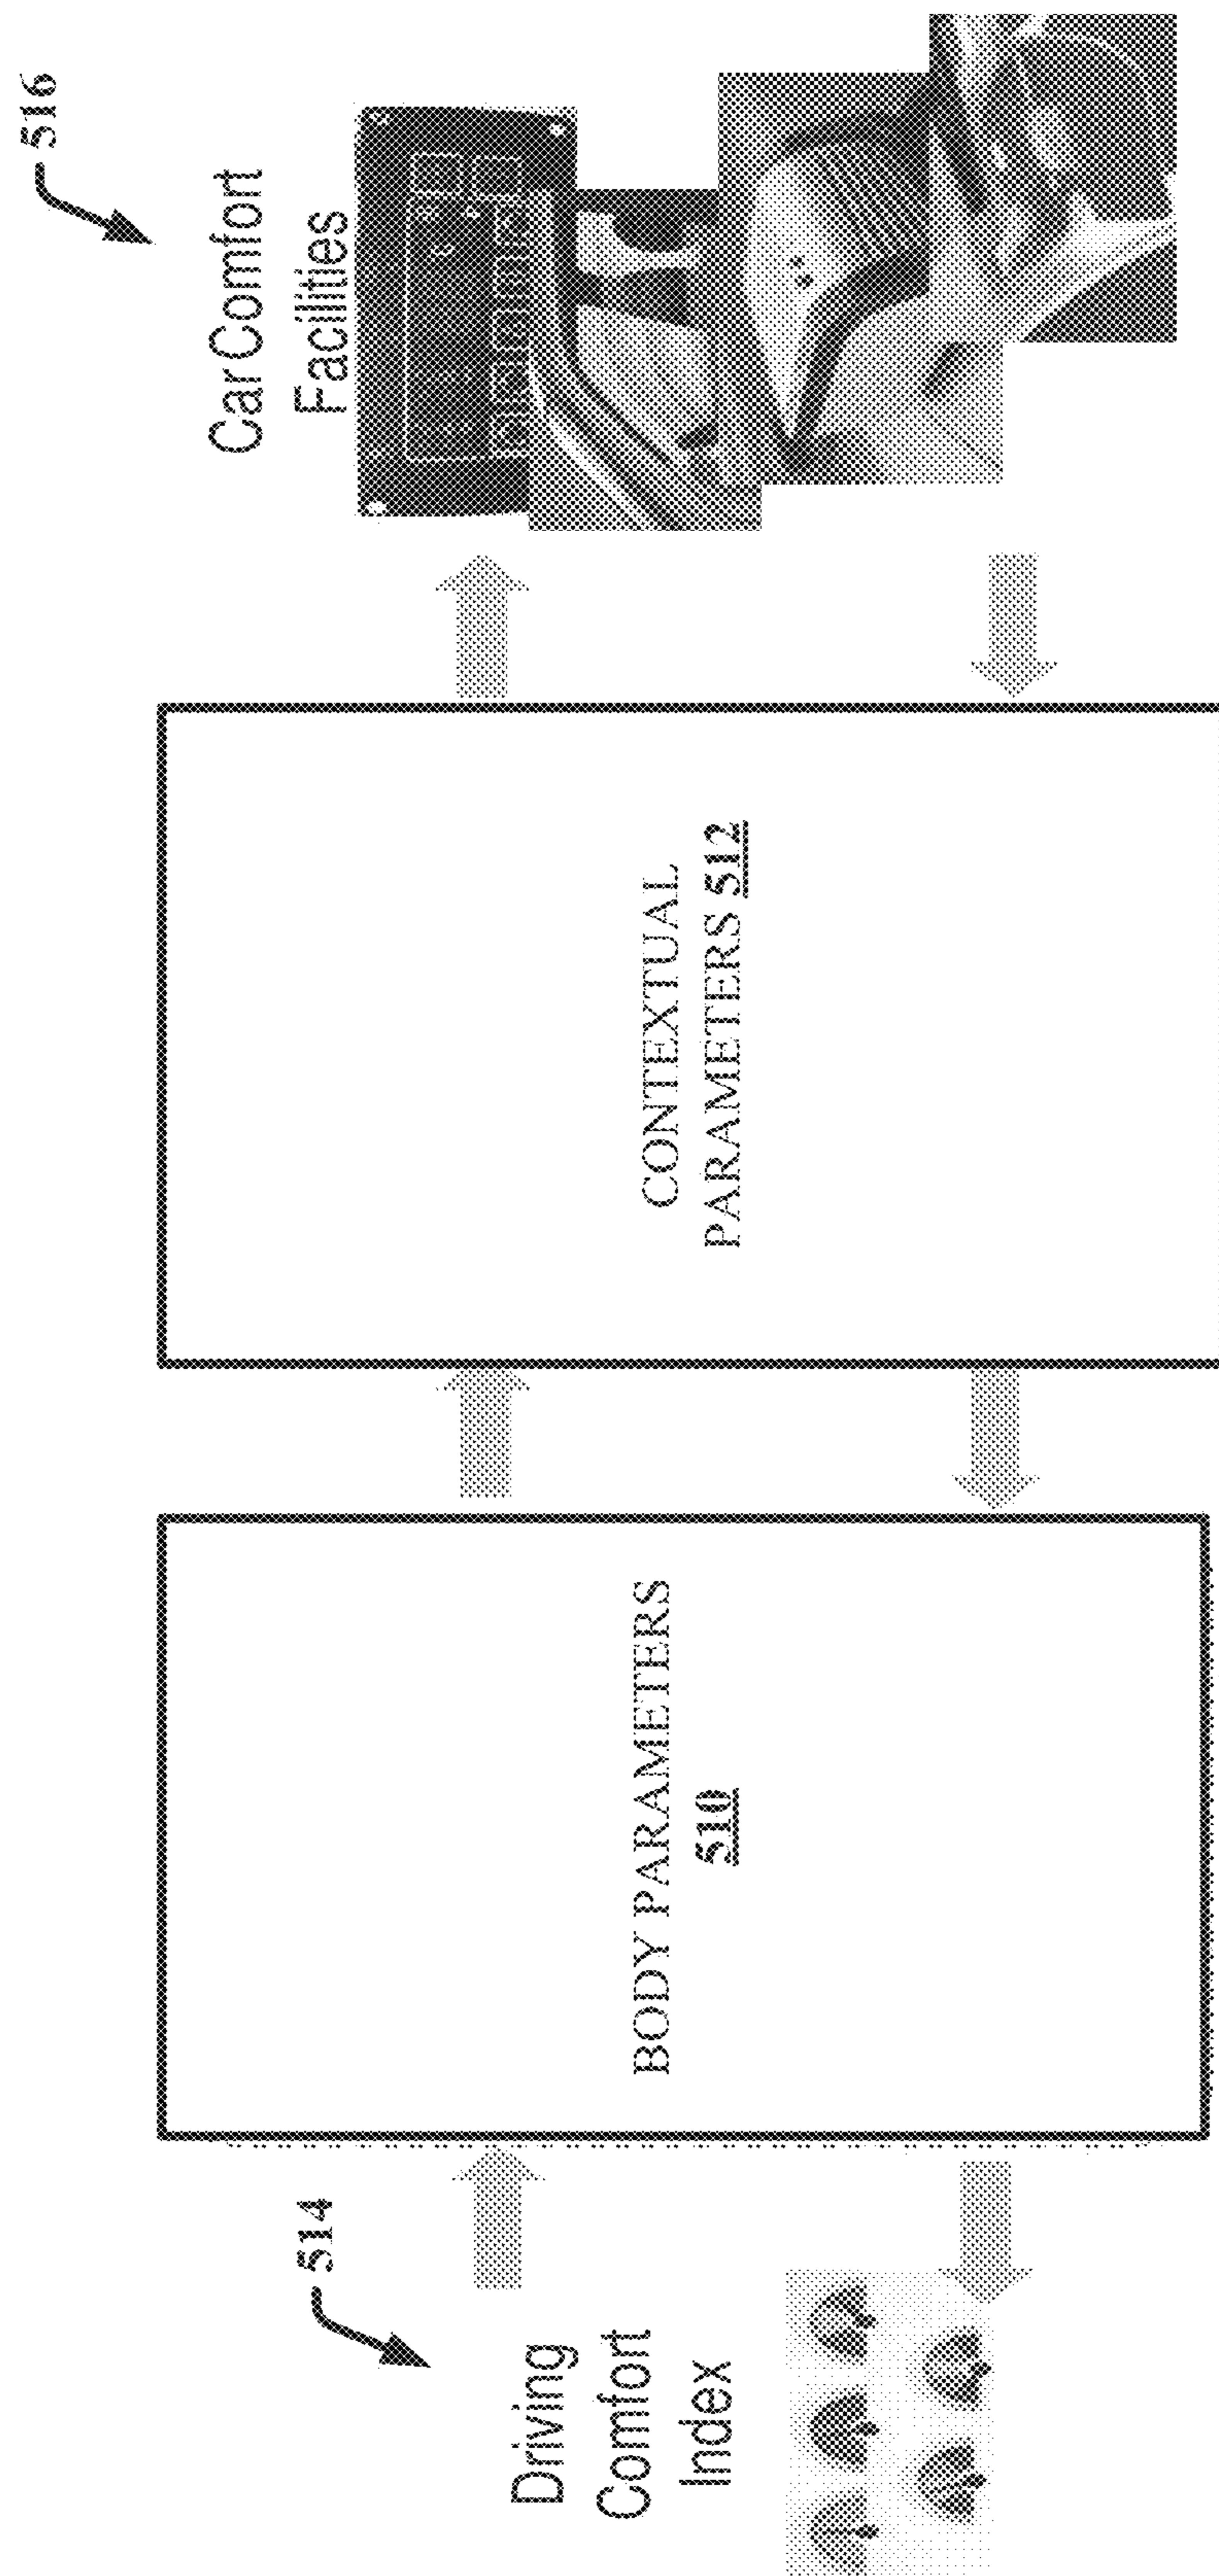 514
Driving
Comfort
Index
BODY PARAMETERS
510
CONTEXTUAL
PARAMETERS 512
516
Car Comfort
Facilities